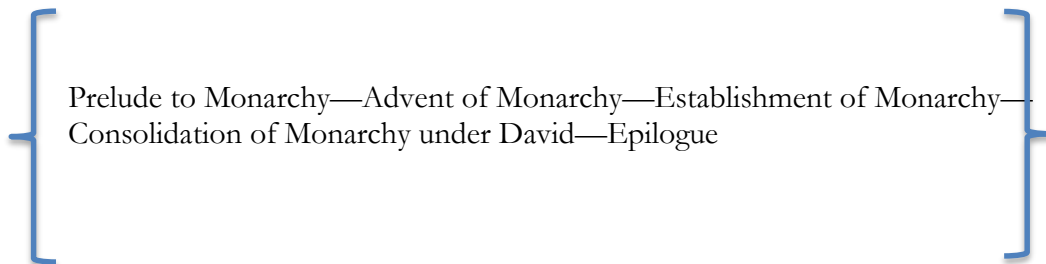 Prelude to Monarchy—Advent of Monarchy—Establishment of Monarchy—
Consolidation of Monarchy under David—Epilogue